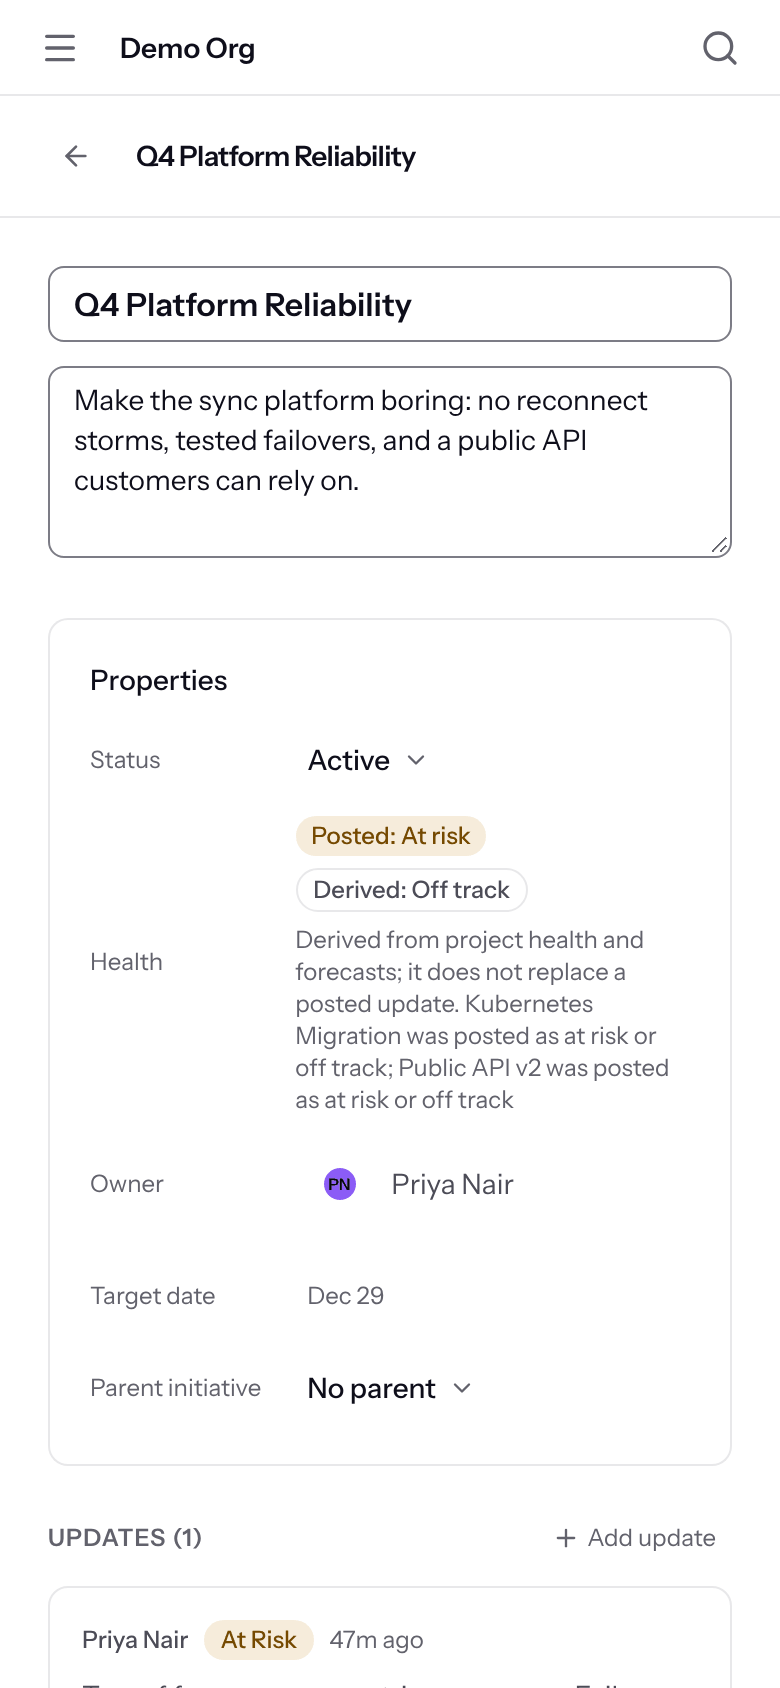 Demo Org
Q4 Platform Reliability
Q4 Platform Reliability
Make the sync platform boring: no reconnect
storms, tested failovers, and a public API
customers can rely on.
Properties
Status
Active
Posted: At risk
Derived: Off track
Health
Derived from project health and
forecasts; it does not replace a
posted update. Kubernetes
Migration was posted as at risk or
off track; Public API v2 was posted
as at risk or off track
Owner
PN
Priya Nair
Target date
Dec 29
Parent initiative
No parent
UPDATES (1)
+ Add update
Priya Nair
At Risk
47m ago